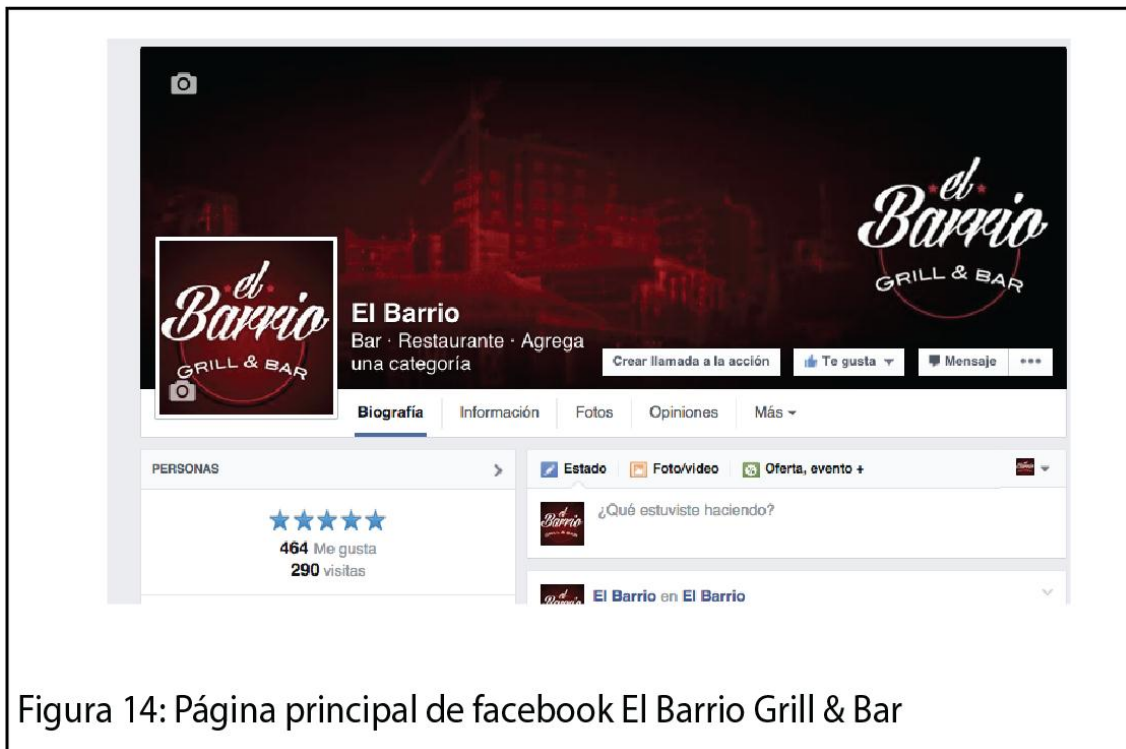 el
Barrio
GRILL & BAR
el
Barrio
GRILL & BAR
El Barrio
Bar · Restaurante · Agrega
una categoría
Crear llamada a la acción
Te gusta
Mensaje
Biografía
Información
Fotos
Opiniones
Más
PERSONAS
464 Me gusta
290 visitas
Estado
Foto/video
Oferta, evento +
el
Barrio
¿Qué estuviste haciendo?
El Barrio en El Barrio
Figura 14: Página principal de facebook El Barrio Grill & Bar